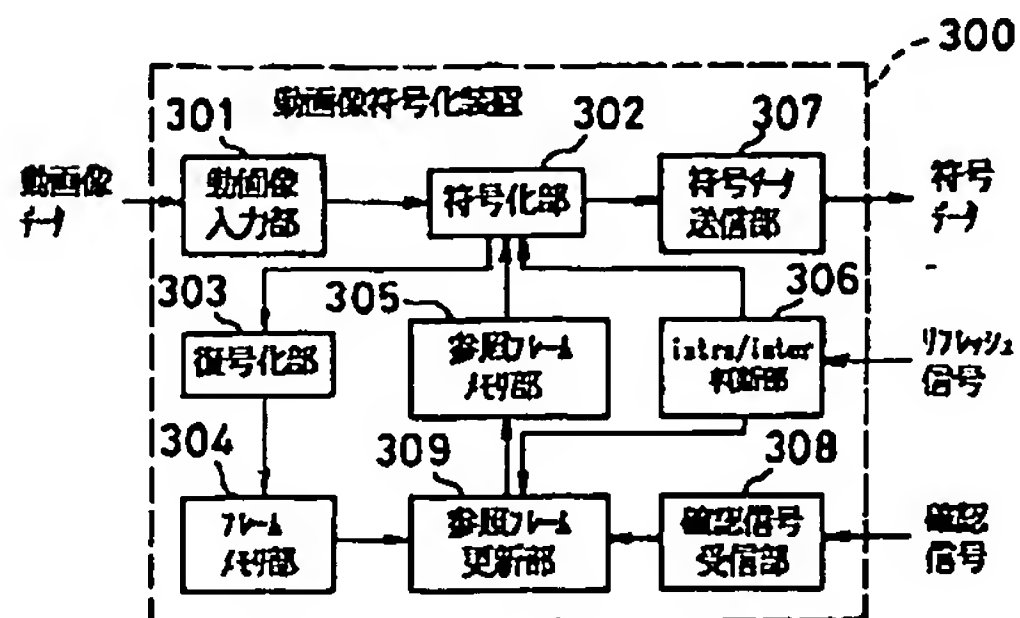 300
動画像符号化装置
301
302
307
動画像
データ
動画像
入力部
符号化部
符号データ
送信部
符号
データ
303
305
306
復号化部
参照フレーム
メモリ部
intra/inter
判断部
リフレッシュ
信号
304
309
308
フレーム
メモリ部
参照フレーム
更新部
確認信号
受信部
確認
信号